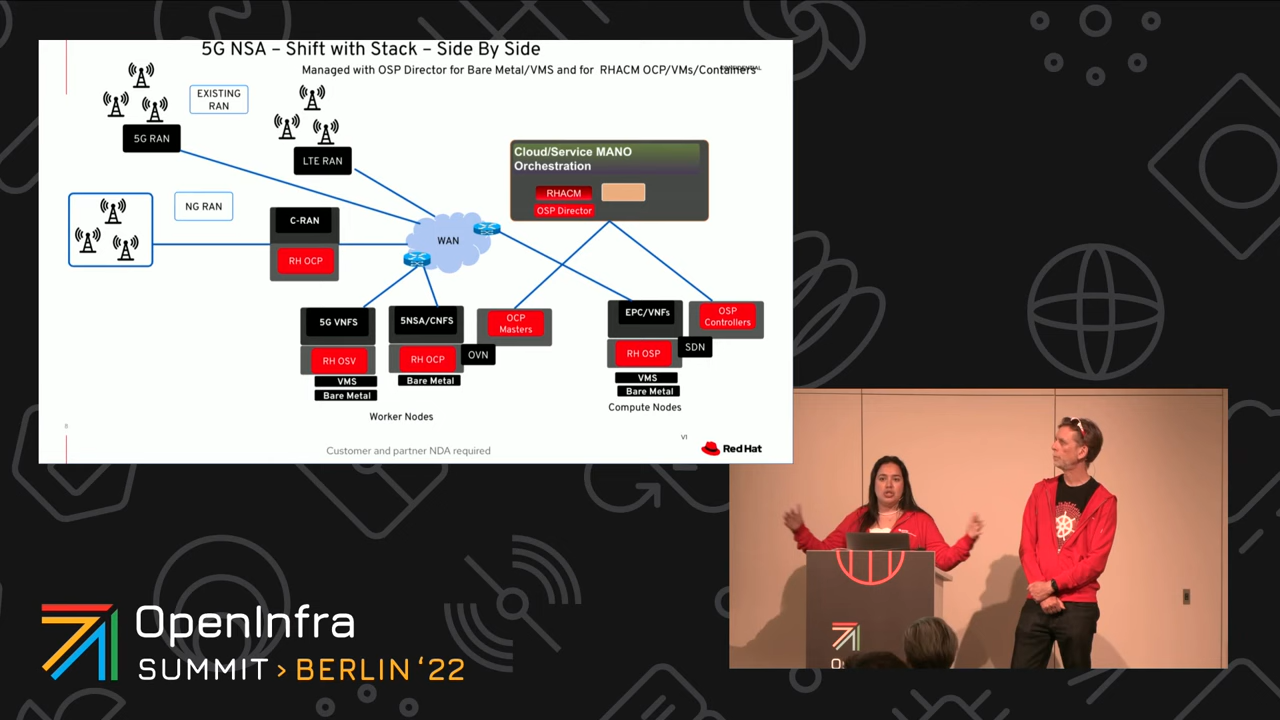 5G NSA – Shift with Stack – Side By Side
Managed with OSP Director for Bare Metal/VMS and for RHACM OCP/VMs/Containers
CONFIDENTIAL
EXISTING
RAN
5G RAN
LTE RAN
Cloud/Service MANO
Orchestration
RHACM
OSP Director
NG RAN
C-RAN
RH OCP
WAN
5G VNFS
RH OSV
VMS
Bare Metal
5NSA/CNFS
RH OCP
Bare Metal
OVN
OCP
Masters
EPC/VNFs
RH OSP
VMS
Bare Metal
SDN
OSP
Controllers
Worker Nodes
Compute Nodes
8
V1
Customer and partner NDA required
Red Hat
OpenInfra
SUMMIT > BERLIN ‘22